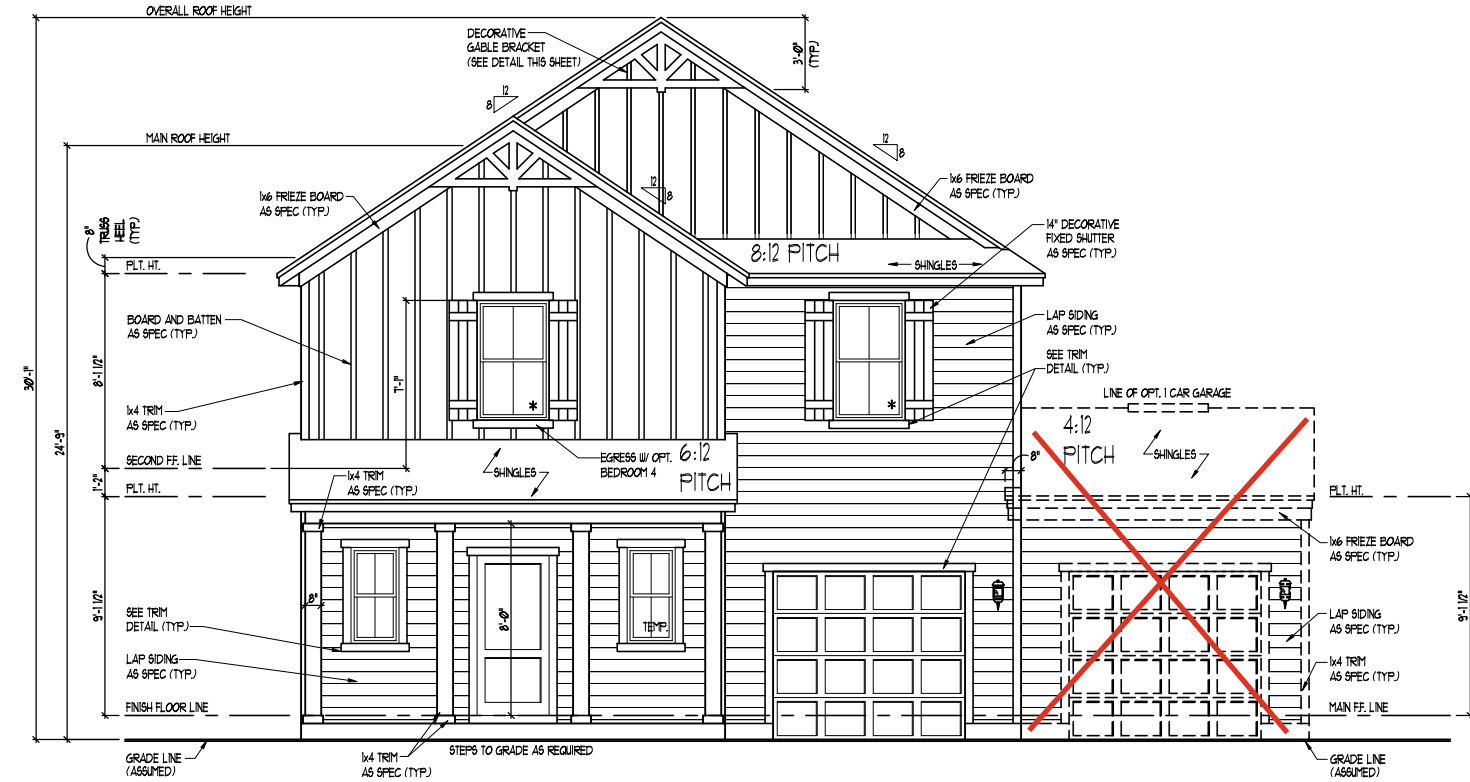 OVERALL ROOF HEIGHT
DECORATIVE
GABLE BRACKET
(SEE DETAIL THIS SHEET)
3'-0"
(TYP.)
12
8
MAIN ROOF HEIGHT
12
8
12
8
1x6 FRIEZE BOARD
AS SPEC (TYP.)
1x6 FRIEZE BOARD
AS SPEC (TYP.)
8"
TRUSS
HEEL
(TYP.)
14" DECORATIVE
FIXED SHUTTER
AS SPEC (TYP.)
8:12 PITCH
SHINGLES
PLT. HT.
BOARD AND BATTEN
AS SPEC (TYP.)
LAP SIDING
AS SPEC (TYP.)
SEE TRIM
DETAIL (TYP.)
30'-1"
24'-9"
8'-1 1/2"
7'-1"
*
*
1x4 TRIM
AS SPEC (TYP.)
LINE OF OPT. 1 CAR GARAGE
4:12
PITCH
SHINGLES
8"
SECOND F.F. LINE
1'-2"
PLT. HT.
1x4 TRIM
AS SPEC (TYP.)
SHINGLES
EGRESS W/ OPT.
BEDROOM 4
6:12
PITCH
PLT. HT.
1x6 FRIEZE BOARD
AS SPEC (TYP.)
9'-1 1/2"
8"
8'-0"
TEMP.
9'-1 1/2"
SEE TRIM
DETAIL (TYP.)
LAP SIDING
AS SPEC (TYP.)
LAP SIDING
AS SPEC (TYP.)
1x4 TRIM
AS SPEC (TYP.)
FINISH FLOOR LINE
MAIN F.F. LINE
GRADE LINE
(ASSUMED)
1x4 TRIM
AS SPEC (TYP.)
STEPS TO GRADE AS REQUIRED
GRADE LINE
(ASSUMED)